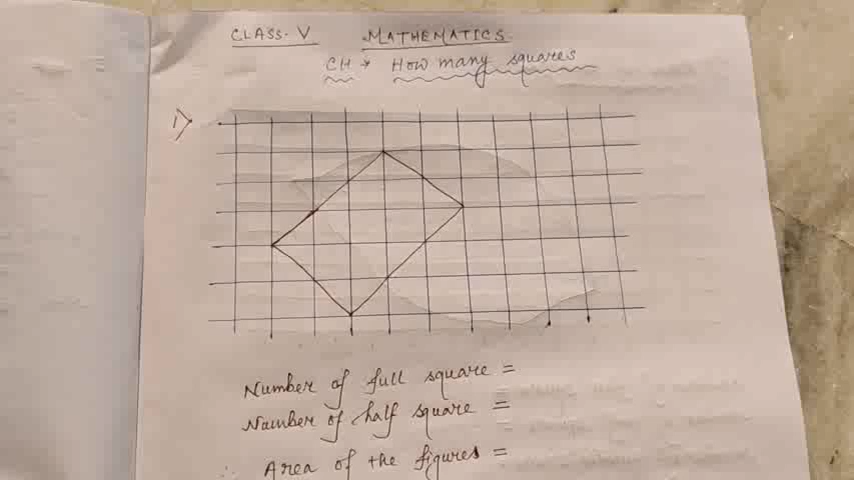 CLASS-V MATHEMATICS
CH → How many squares
1)
Number of full square =
Number of half square =
∴ Area of the figures =